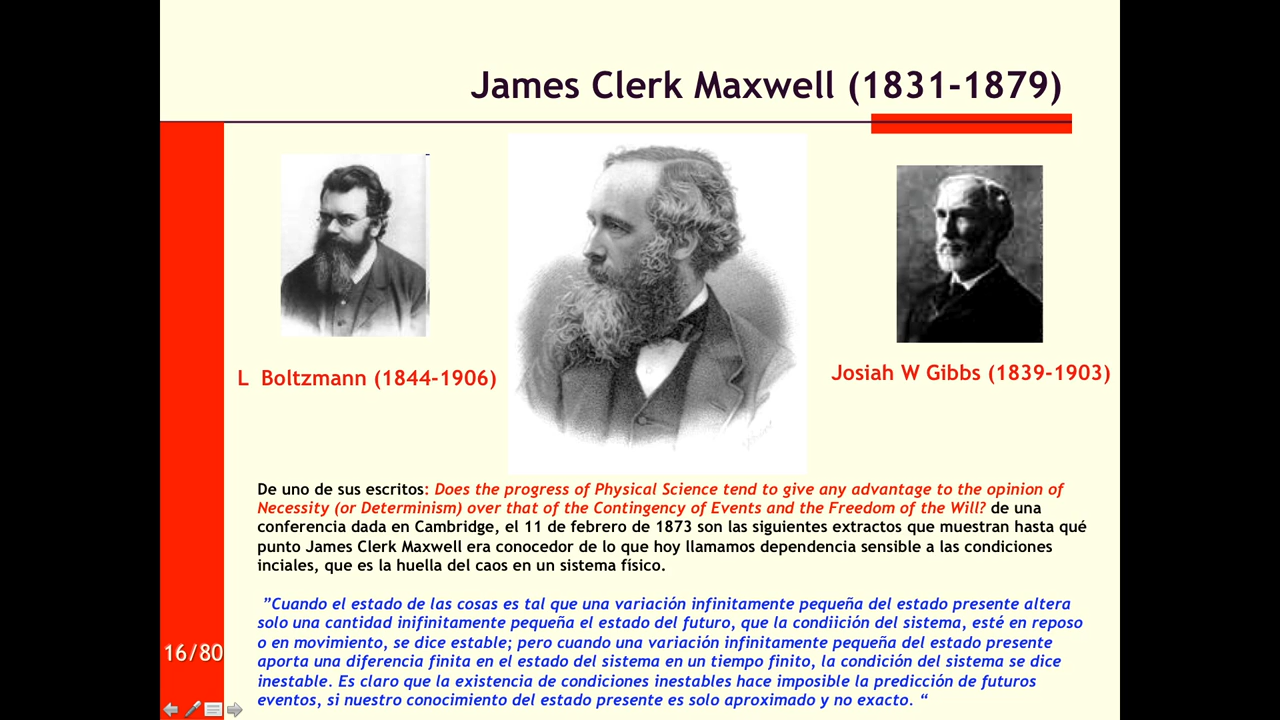 James Clerk Maxwell (1831-1879)
L Boltzmann (1844-1906)
Josiah W Gibbs (1839-1903)
De uno de sus escritos: Does the progress of Physical Science tend to give any advantage to the opinion of
Necessity (or Determinism) over that of the Contingency of Events and the Freedom of the Will? de una
conferencia dada en Cambridge, el 11 de febrero de 1873 son las siguientes extractos que muestran hasta qué
punto James Clerk Maxwell era conocedor de lo que hoy llamamos dependencia sensible a las condiciones
inciales, que es la huella del caos en un sistema físico.
”Cuando el estado de las cosas es tal que una variación infinitamente pequeña del estado presente altera
solo una cantidad inifinitamente pequeña el estado del futuro, que la condiición del sistema, esté en reposo
o en movimiento, se dice estable; pero cuando una variación infinitamente pequeña del estado presente
aporta una diferencia finita en el estado del sistema en un tiempo finito, la condición del sistema se dice
inestable. Es claro que la existencia de condiciones inestables hace imposible la predicción de futuros
eventos, si nuestro conocimiento del estado presente es solo aproximado y no exacto. “
16/80